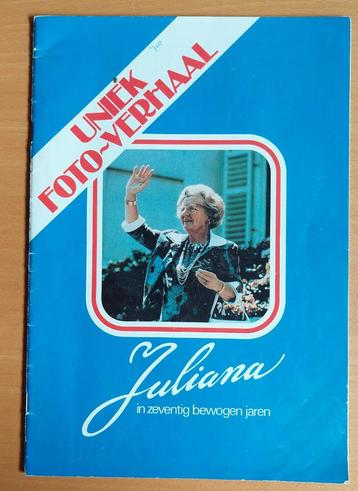 UNIEK
FOTO~VERHAAL
Juliana
in zeventig bewogen jaren